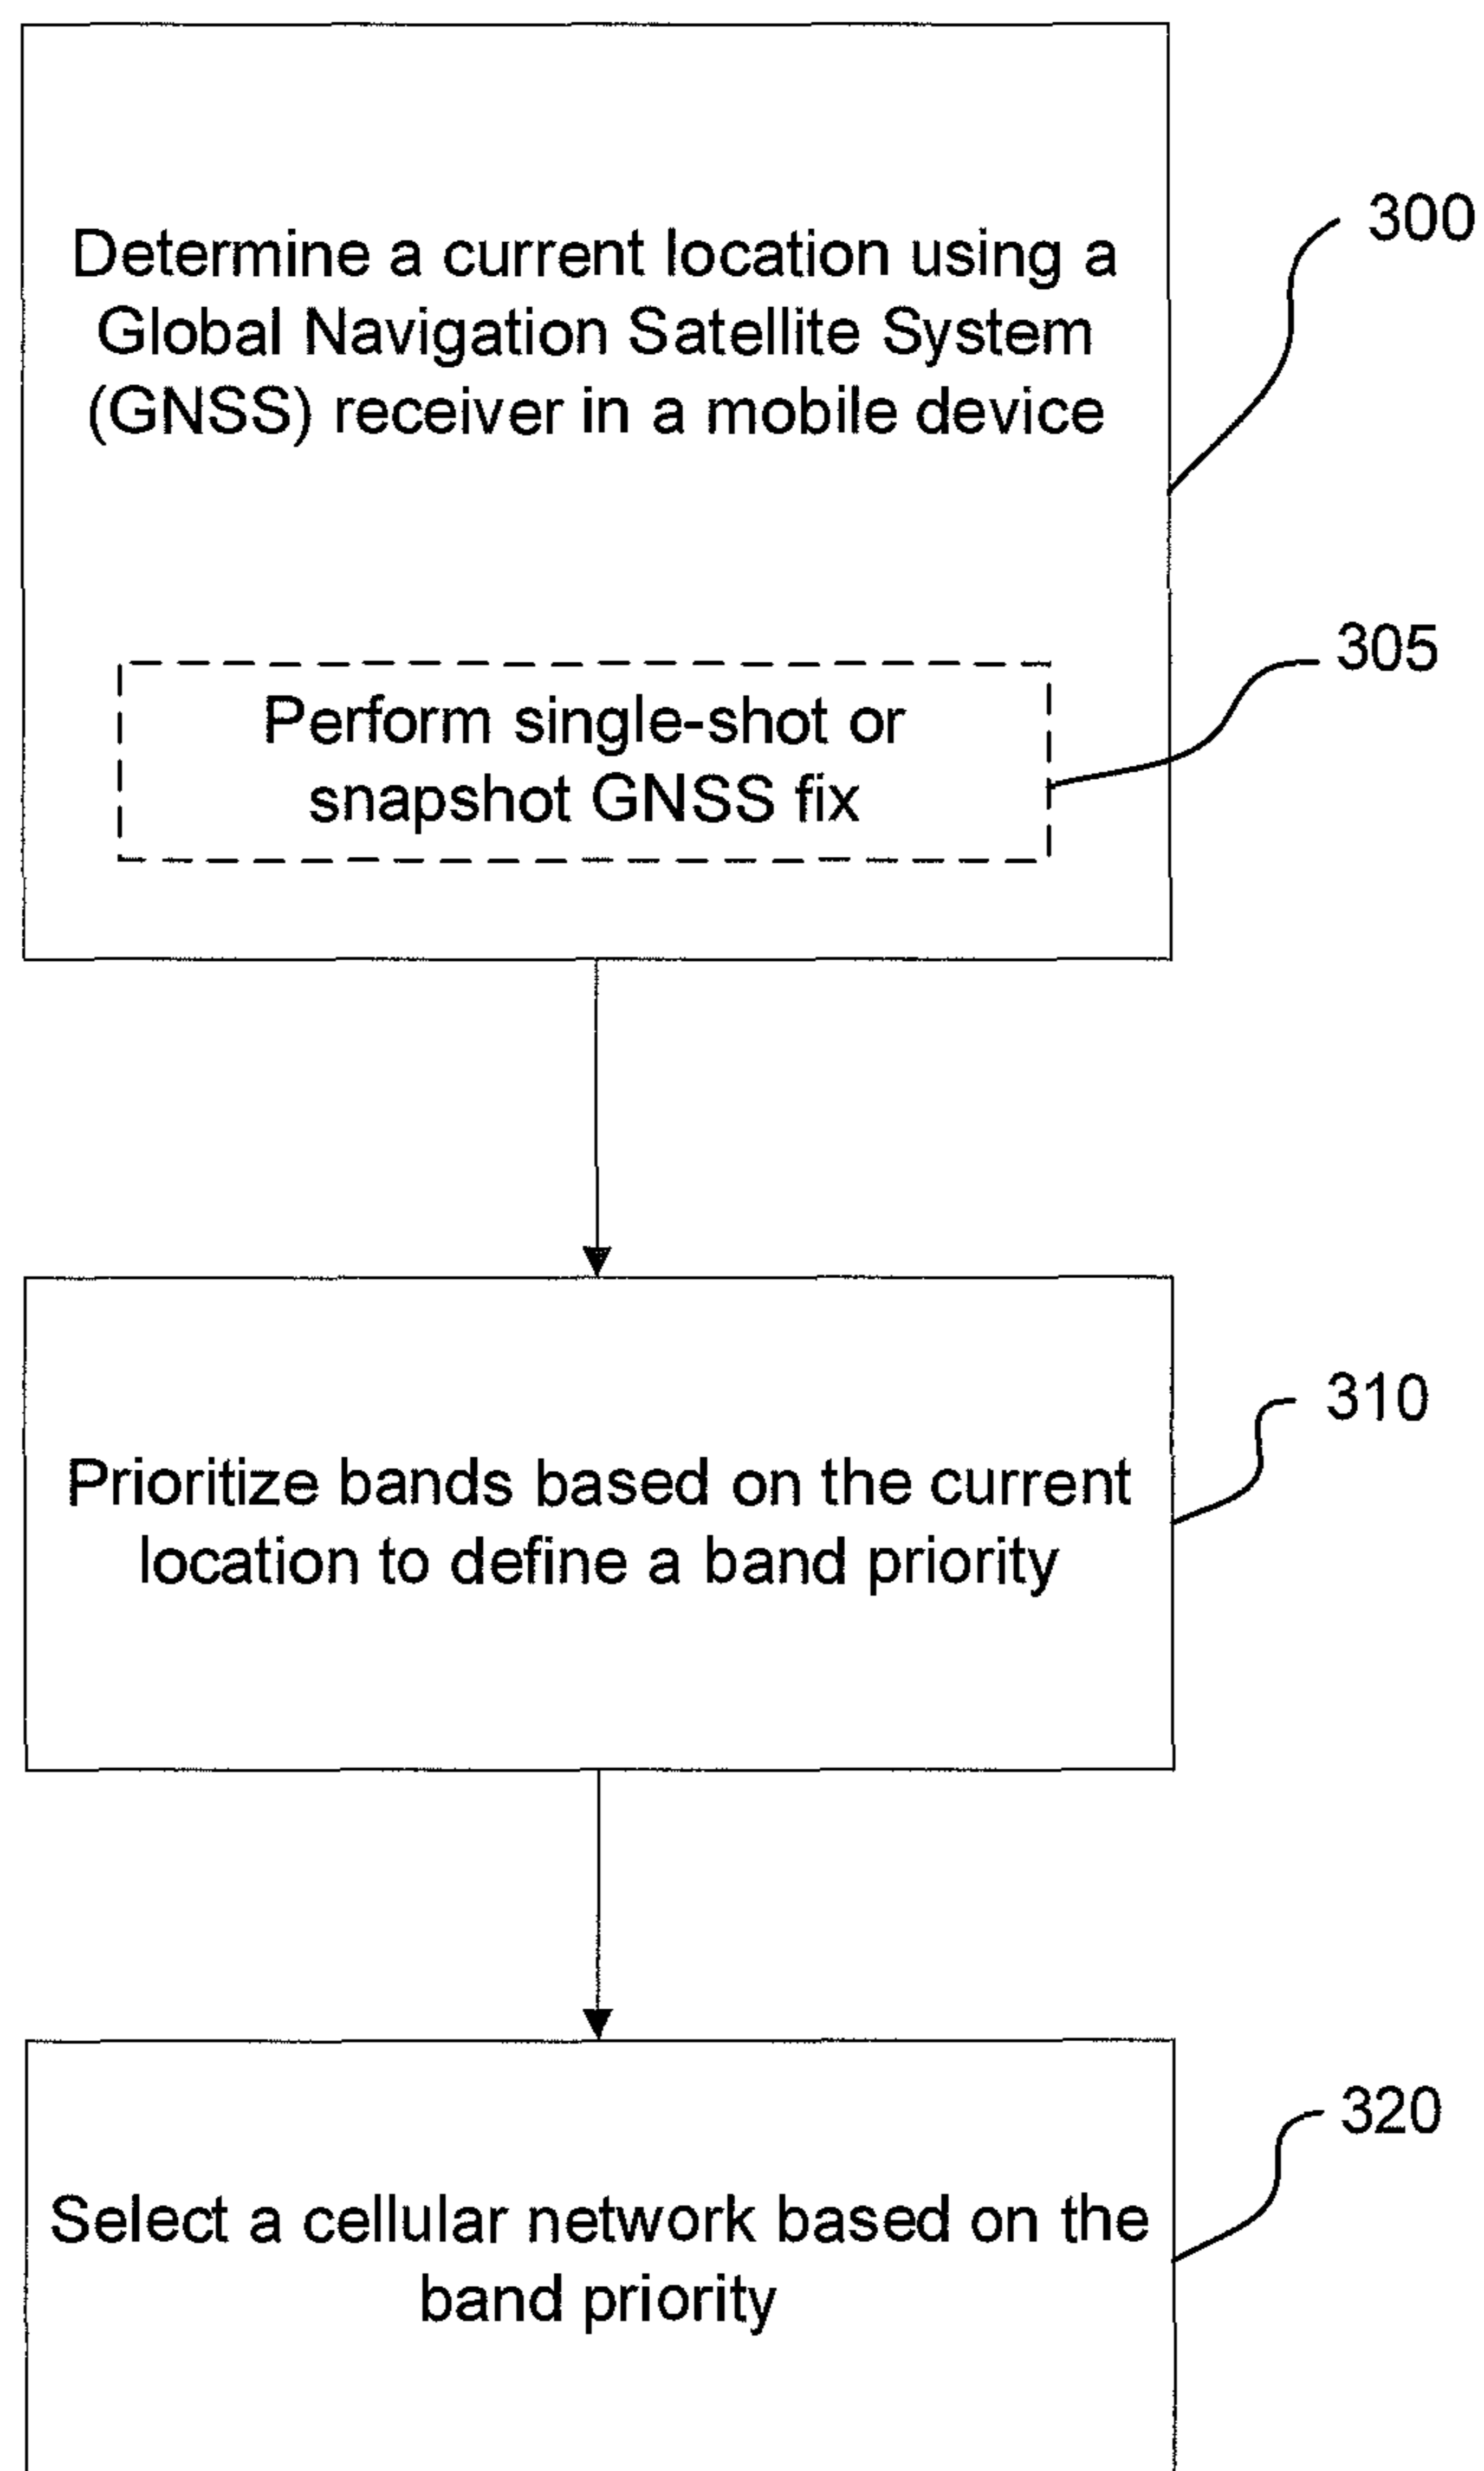 Determine a current location using a
Global Navigation Satellite System
(GNSS) receiver in a mobile device
300
Perform single-shot or
snapshot GNSS fix
305
Prioritize bands based on the current
location to define a band priority
310
Select a cellular network based on the
band priority
320